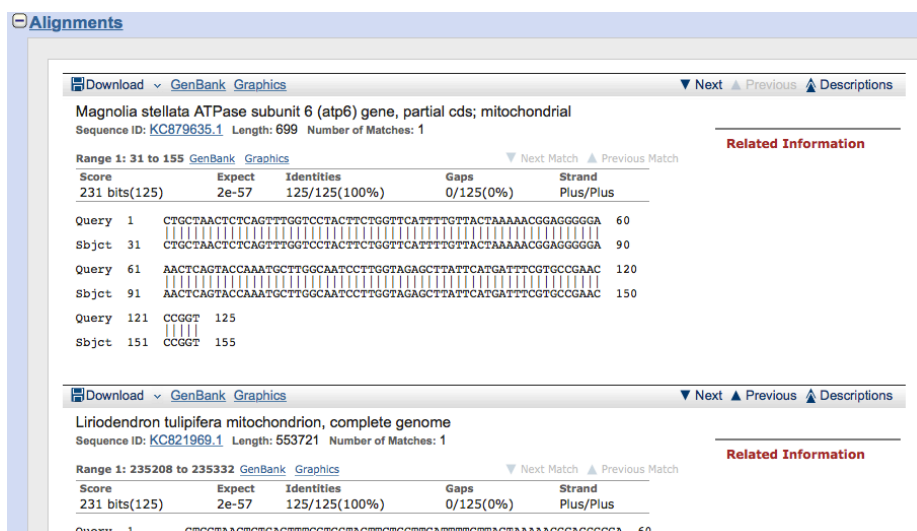 Alignments
Download GenBank Graphics Next Previous Descriptions
Magnolia stellata ATPase subunit 6 (atp6) gene, partial cds; mitochondrial
Sequence ID: KC879635.1 Length: 699 Number of Matches: 1
Related Information
Range 1: 31 to 155 GenBank Graphics Next Match Previous Match
Score Expect Identities Gaps Strand
231 bits(125) 2e-57 125/125(100%) 0/125(0%) Plus/Plus
Query 1 CTGCTAACTCTCAGTTTGGTCCTACTTCTGGTTCATTTTGTTACTAAAAACGGAGGGGGA 60
Sbjct 31 CTGCTAACTCTCAGTTTGGTCCTACTTCTGGTTCATTTTGTTACTAAAAACGGAGGGGGA 90
Query 61 AACTCAGTACCAAATGCTTGGCAATCCTTGGTAGAGCTTATTCATGATTTCGTGCCGAAC 120
Sbjct 91 AACTCAGTACCAAATGCTTGGCAATCCTTGGTAGAGCTTATTCATGATTTCGTGCCGAAC 150
Query 121 CCGGT 125
Sbjct 151 CCGGT 155
Download GenBank Graphics Next Previous Descriptions
Liriodendron tulipifera mitochondrion, complete genome
Sequence ID: KC821969.1 Length: 553721 Number of Matches: 1
Related Information
Range 1: 235208 to 235332 GenBank Graphics Next Match Previous Match
Score Expect Identities Gaps Strand
231 bits(125) 2e-57 125/125(100%) 0/125(0%) Plus/Plus
Query 1 60